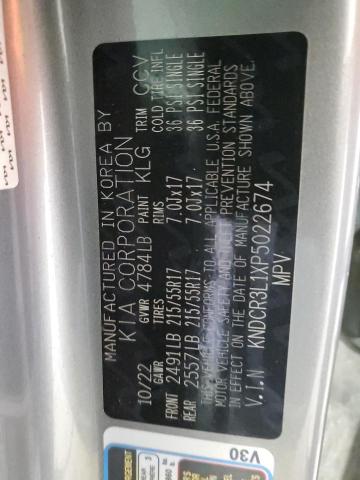 MANUFACTURED IN KOREA BY
KIA CORPORATION
10/22 GVWR 4784LB PAINT KLG TRIM CCV
GAWR TIRES RIMS COLD TIRE INFL
FRONT 2491LB 215/55R17 7.0JX17 36 PSI SINGLE
REAR 2557LB 215/55R17 7.0JX17 36 PSI SINGLE
THIS VEHICLE CONFORMS TO ALL APPLICABLE U.S.A. FEDERAL
MOTOR VEHICLE SAFETY AND THEFT PREVENTION STANDARDS
IN EFFECT ON THE DATE OF MANUFACTURE SHOWN ABOVE.
V.I.N KNDCR3L1XP5022674
MPV
V30